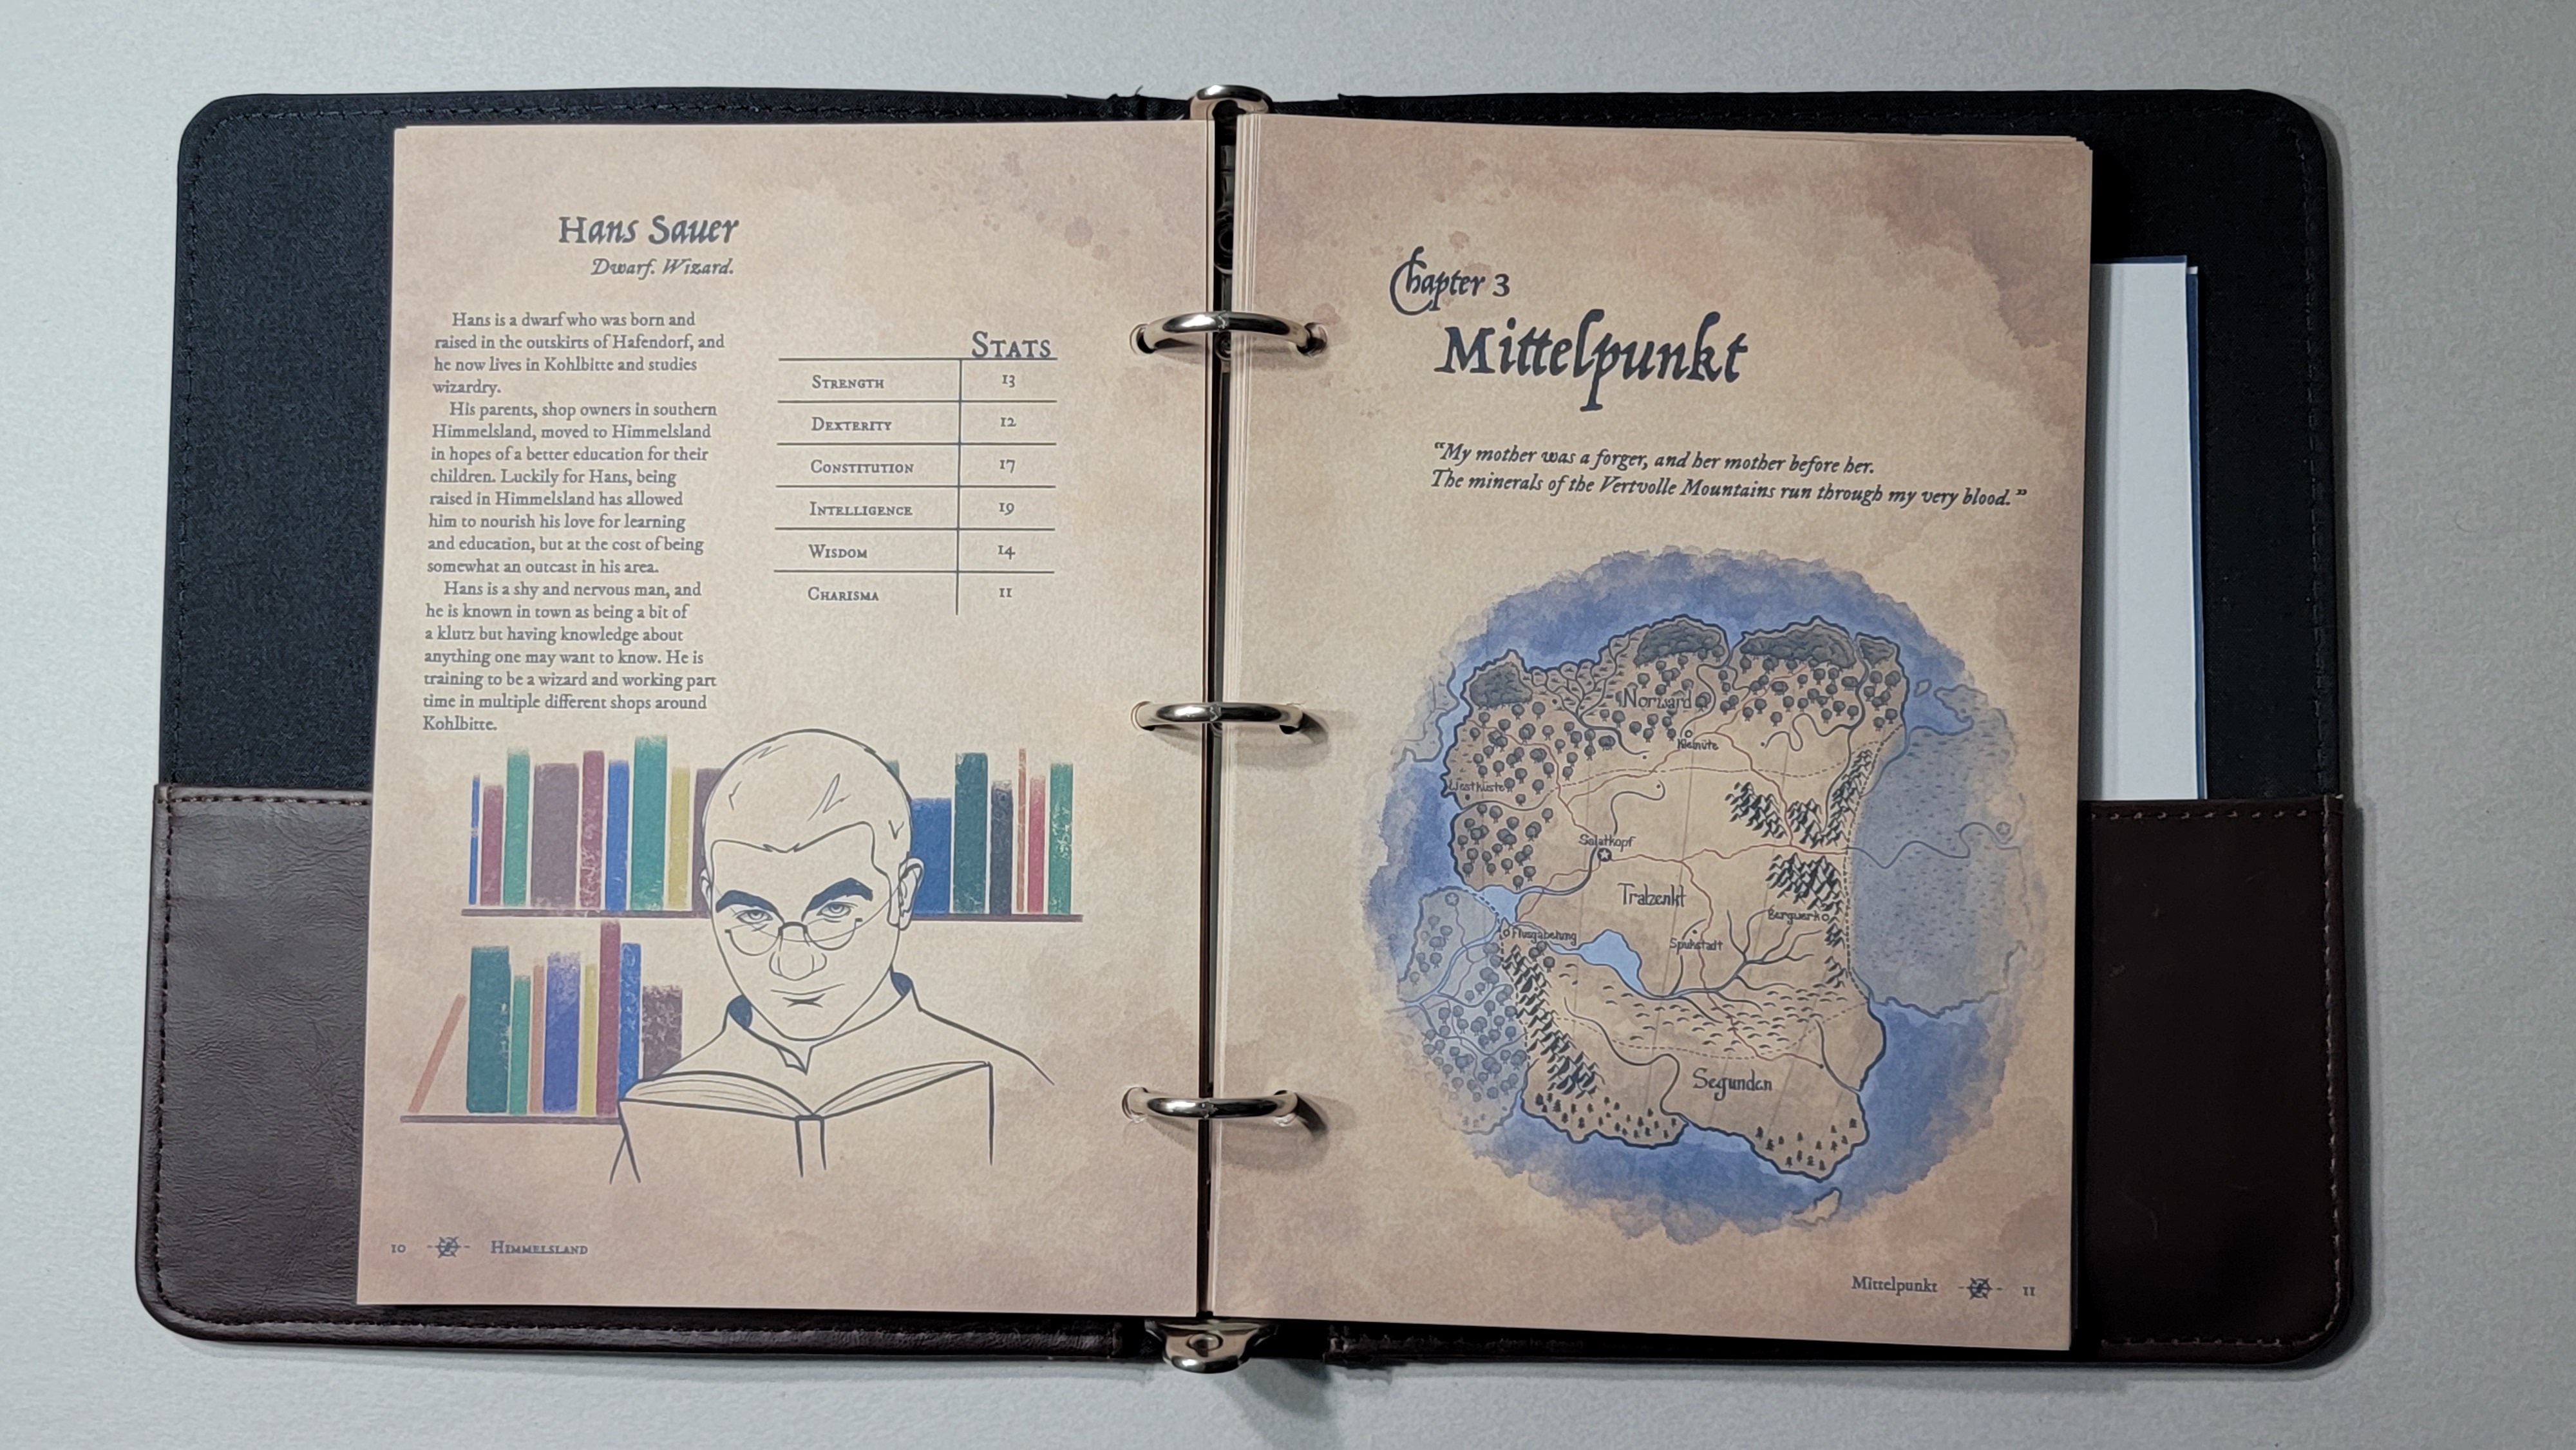 Hans Sauer
Dwarf. Wizard.
Hans is a dwarf who was born and
raised in the outskirts of Hafendorf, and
he now lives in Kohlbitte and studies
wizardry.
His parents, shop owners in southern
Himmelsland, moved to Himmelsland
in hopes of a better education for their
children. Luckily for Hans, being
raised in Himmelsland has allowed
him to nourish his love for learning
and education, but at the cost of being
somewhat an outcast in his area.
Hans is a shy and nervous man, and
he is known in town as being a bit of
a klutz but having knowledge about
anything one may want to know. He is
training to be a wizard and working part
time in multiple different shops around
Kohlbitte.
Stats
Strength 13
Dexterity 12
Constitution 17
Intelligence 19
Wisdom 14
Charisma 11
10 Himmelsland
Chapter 3
Mittelpunkt
“My mother was a forger, and her mother before her.
The minerals of the Vertvolle Mountains run through my very blood.”
Westküste
Norward
Salatkopf
Trabenkt
Spühstadt
Segunden
Mittelpunkt 11